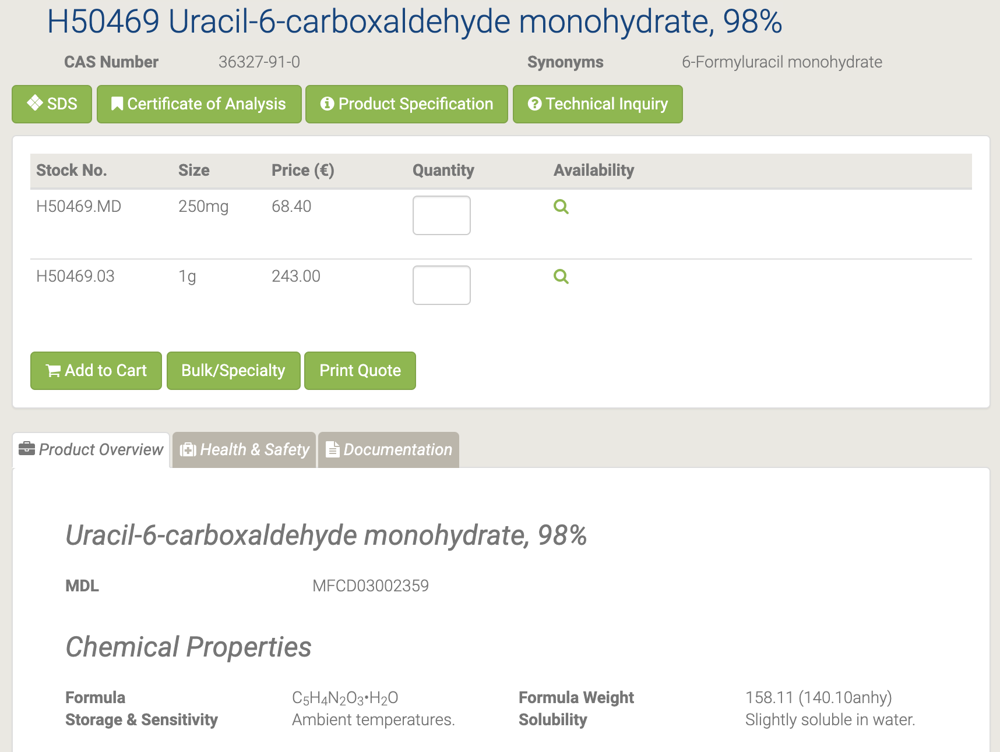 H50469 Uracil-6-carboxaldehyde monohydrate, 98%
CAS Number 36327-91-0 Synonyms 6-Formyluracil monohydrate
SDS Certificate of Analysis Product Specification Technical Inquiry
Stock No. Size Price (€) Quantity Availability
H50469.MD 250mg 68.40
H50469.03 1g 243.00
Add to Cart Bulk/Specialty Print Quote
Product Overview Health & Safety Documentation
Uracil-6-carboxaldehyde monohydrate, 98%
MDL MFCD03002359
Chemical Properties
Formula C₅H₄N₂O₃•H₂O Formula Weight 158.11 (140.10anhy)
Storage & Sensitivity Ambient temperatures. Solubility Slightly soluble in water.